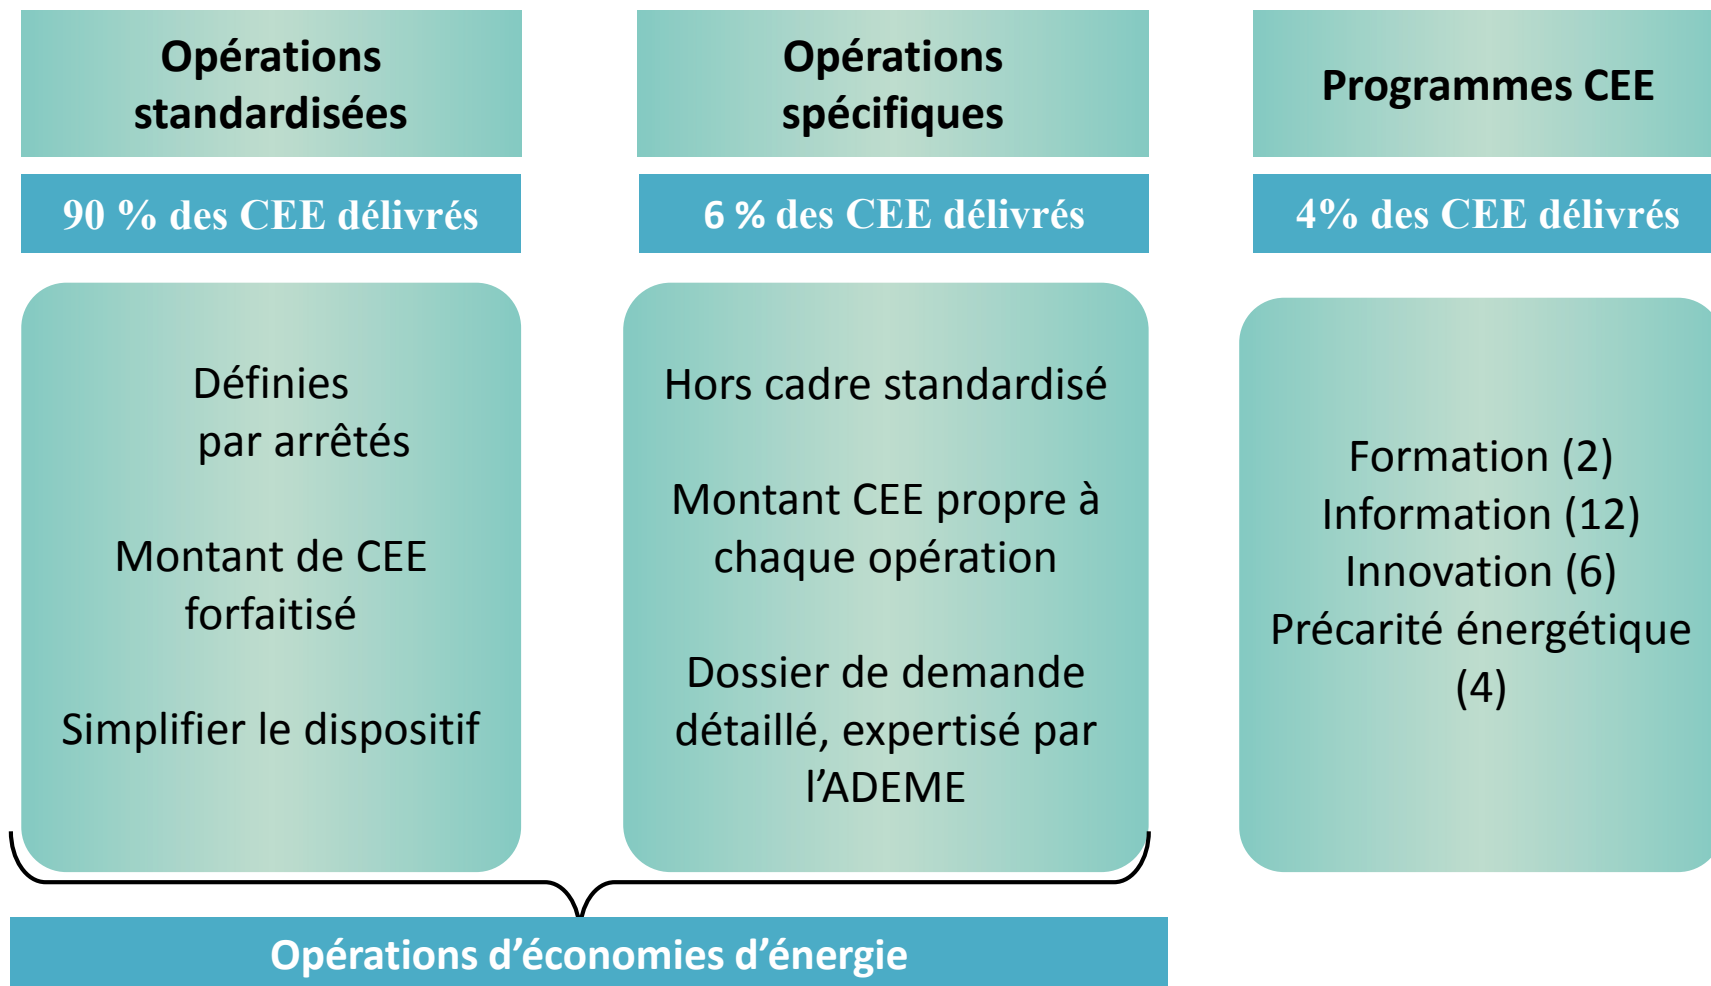 Opérations
standardisées
90 % des CEE délivrés
Définies
par arrêtés
Montant de CEE
forfaitisé
Simplifier le dispositif
Opérations
spécifiques
6 % des CEE délivrés
Hors cadre standardisé
Montant CEE propre à
chaque opération
Dossier de demande
détaillé, expertisé par
l’ADEME
Programmes CEE
4% des CEE délivrés
Formation (2)
Information (12)
Innovation (6)
Précarité énergétique
(4)
Opérations d’économies d’énergie